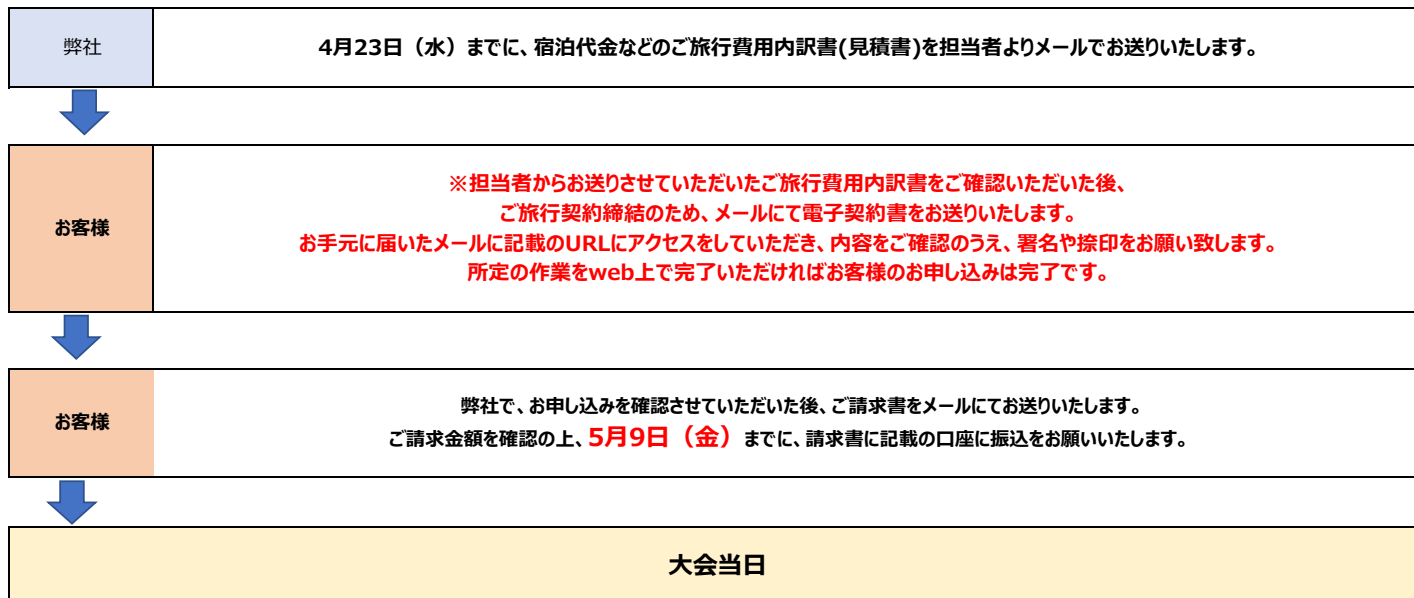 弊社
4月23日（水）までに、宿泊代金などのご旅行費用内訳書(見積書)を担当者よりメールでお送りいたします。
お客様
※担当者からお送りさせていただいたご旅行費用内訳書をご確認いただいた後、
ご旅行契約締結のため、メールにて電子契約書をお送りいたします。
お手元に届いたメールに記載のURLにアクセスをしていただき、内容をご確認のうえ、署名や捺印をお願い致します。
所定の作業をweb上で完了いただければお客様のお申し込みは完了です。
お客様
弊社で、お申し込みを確認させていただいた後、ご請求書をメールにてお送りいたします。
ご請求金額を確認の上、5月9日（金）までに、請求書に記載の口座に振込をお願いいたします。
大会当日